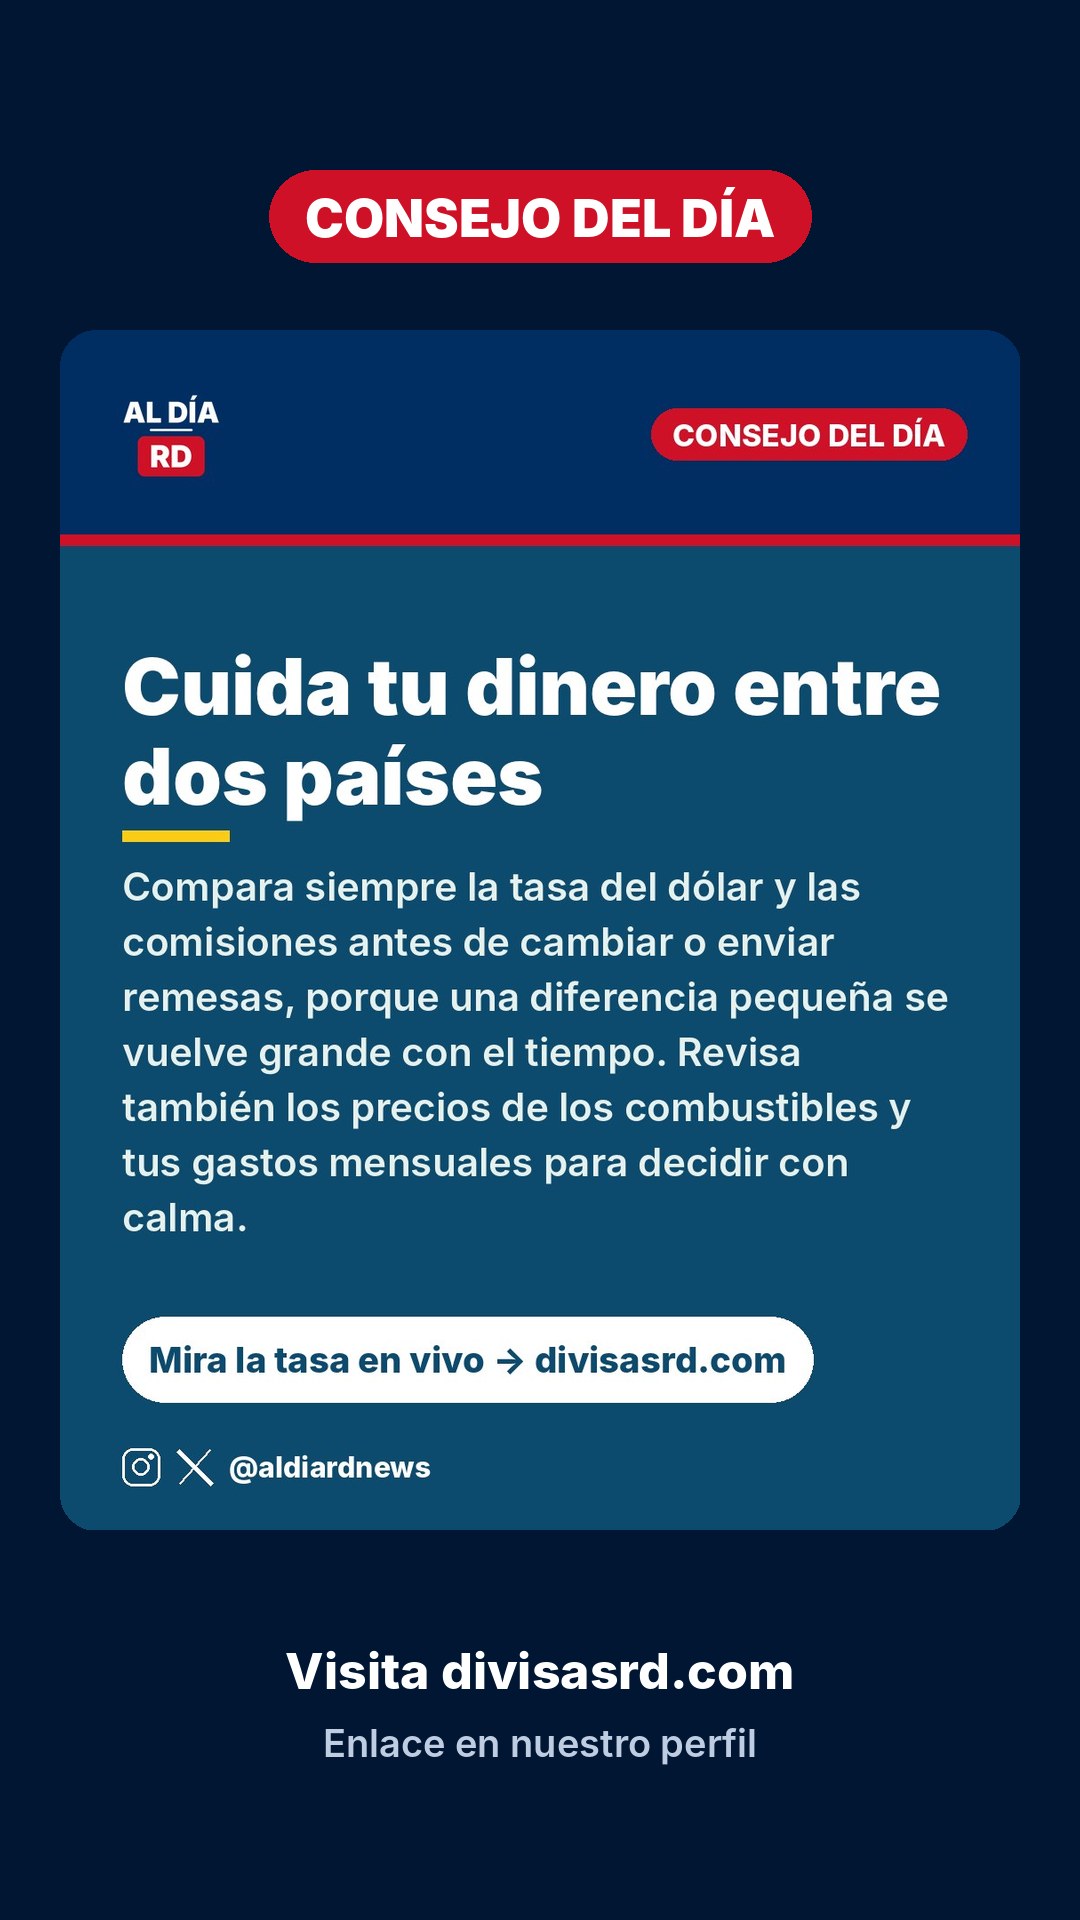 CONSEJO DEL DÍA
AL DÍA
RD
CONSEJO DEL DÍA
Cuida tu dinero entre
dos países
Compara siempre la tasa del dólar y las
comisiones antes de cambiar o enviar
remesas, porque una diferencia pequeña se
vuelve grande con el tiempo. Revisa
también los precios de los combustibles y
tus gastos mensuales para decidir con
calma.
Mira la tasa en vivo → divisasrd.com
@aldiardnews
Visita divisasrd.com
Enlace en nuestro perfil